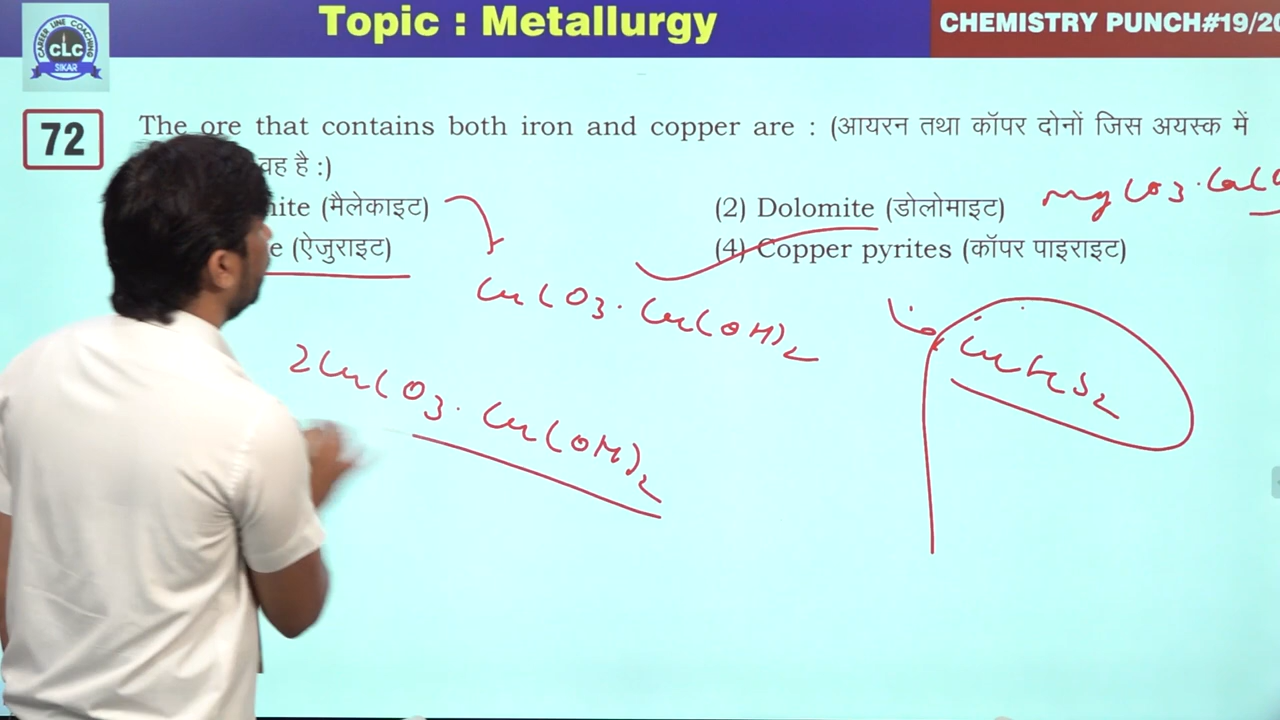 Topic : Metallurgy
CHEMISTRY PUNCH#19/20
CAREER LINE COACHING
CLC
SIKAR
72
The ore that contains both iron and copper are : (आयरन तथा कॉपर दोनों जिस अयस्क में
वह है :)
(मैलेकाइट)
(2) Dolomite (डोलोमाइट)
MgCO3.CaC
(ऐजुराइट)
(4) Copper pyrites (कॉपर पाइराइट)
CuCO3.Cu(OH)2
CuFeS2
2CuCO3.Cu(OH)2